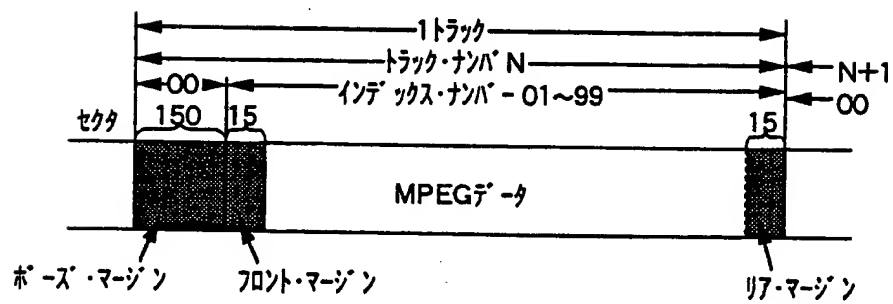 1トラック
トラック・ナンバ N
N+1
00
インデックス・ナンバ-01~99
00
セクタ
150
15
15
MPEGデータ
ポーズ・マージン
フロント・マージン
リア・マージン